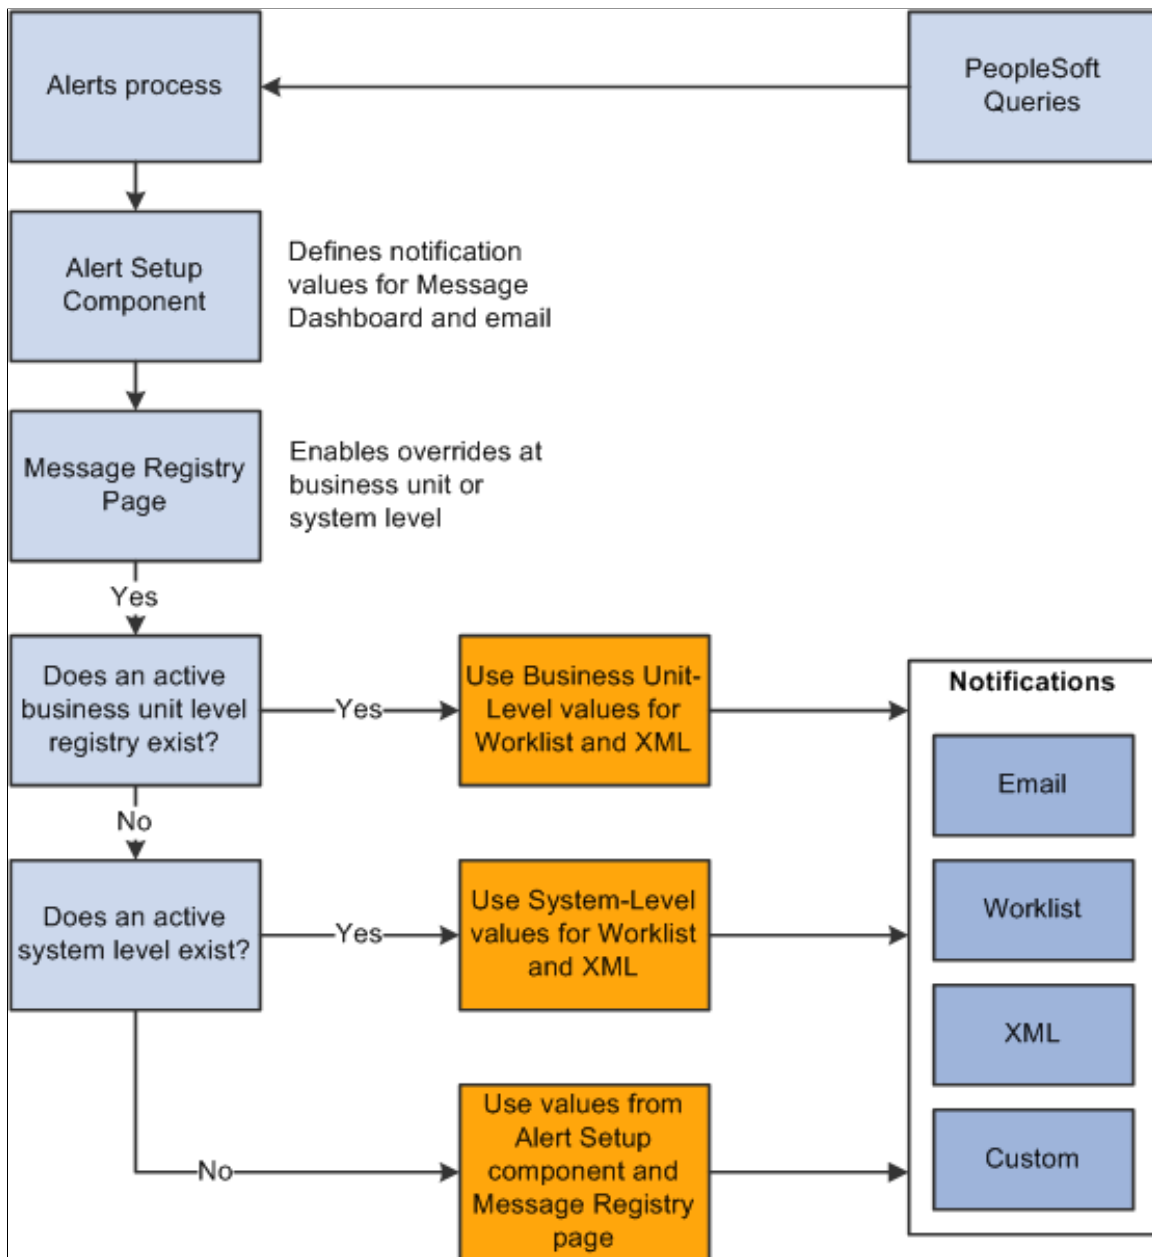 Alerts process
PeopleSoft
Queries
Alert Setup
Component
Defines notification
values for Message
Dashboard and email
Message Registry
Page
Enables overrides at
business unit or
system level
Yes
Does an active
business unit level
registry exist?
Yes
Use Business Unit-
Level values for
Worklist and XML
Notifications
Email
No
Worklist
Does an active
system level exist?
Yes
Use System-Level
values for Worklist
and XML
XML
No
Use values from
Alert Setup
component and
Message Registry
page
Custom